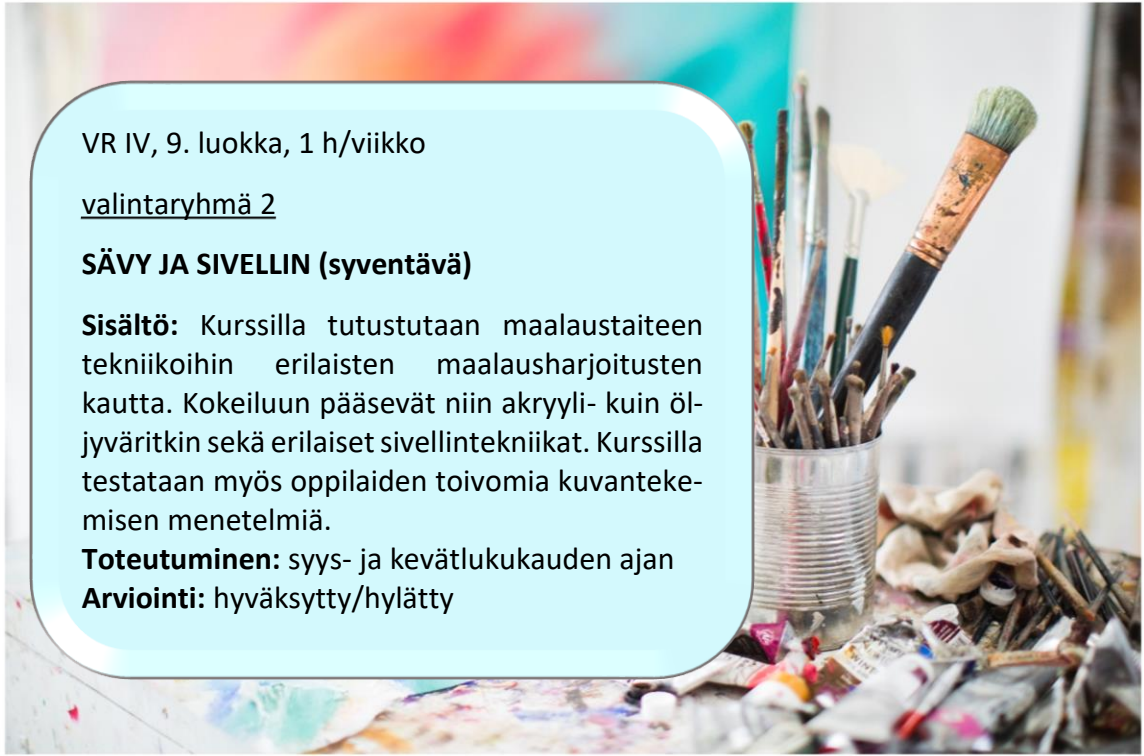 VR IV, 9. luokka, 1 h/viikko
valintaryhmä 2
SÄVY JA SIVELLIN (syventävä)
Sisältö: Kurssilla tutustutaan maalaustaiteen
tekniikoihin erilaisten maalausharjoitusten
kautta. Kokeiluun pääsevät niin akryyli- kuin öl-
jyväritkin sekä erilaiset sivellintekniikat. Kurssilla
testataan myös oppilaiden toivomia kuvanteke-
misen menetelmiä.
Toteutuminen: syys- ja kevätlukukauden ajan
Arviointi: hyväksytty/hylätty